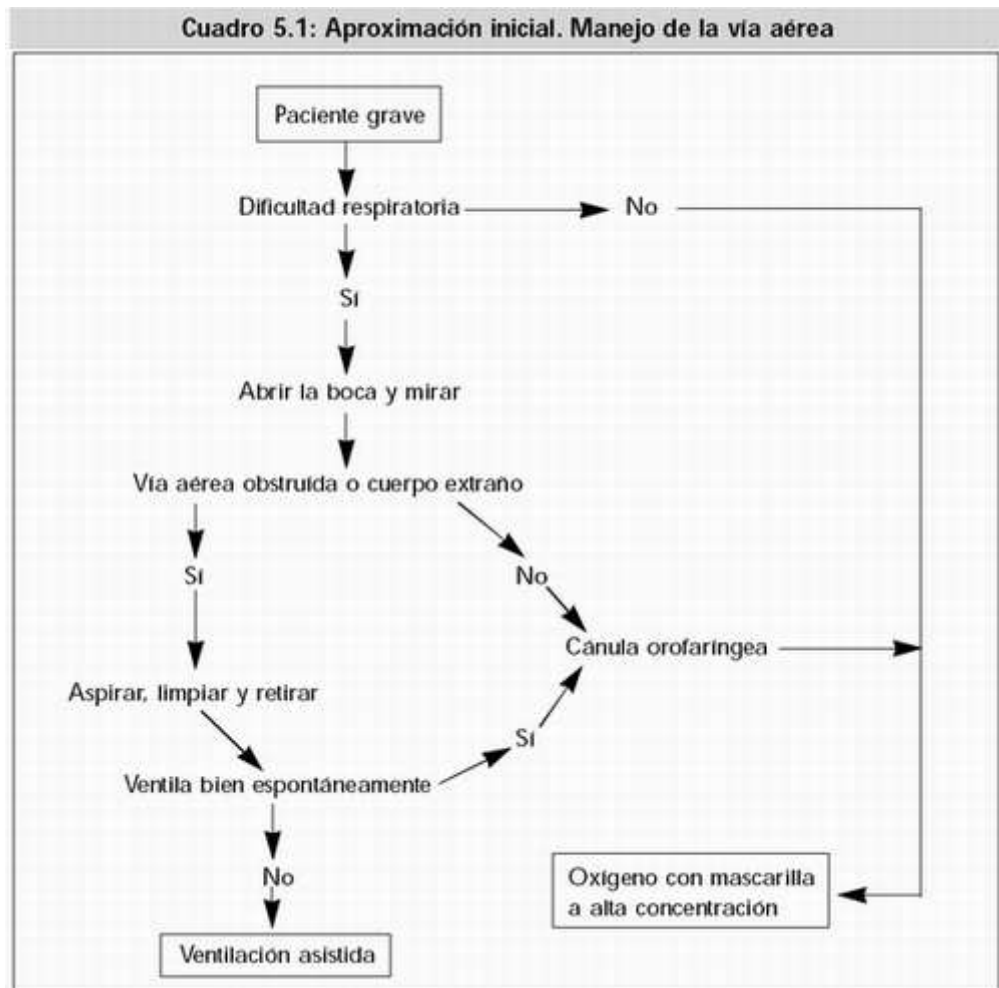 Cuadro 5.1: Aproximación inicial. Manejo de la vía aérea
Paciente grave
Dificultad respiratoria
No
Sí
Abrir la boca y mirar
Vía aérea obstruída o cuerpo extraño
Sí
No
Cánula orofaríngea
Aspirar, limpiar y retirar
Sí
Ventila bien espontáneamente
No
Oxígeno con mascarilla
a alta concentración
Ventilación asistida